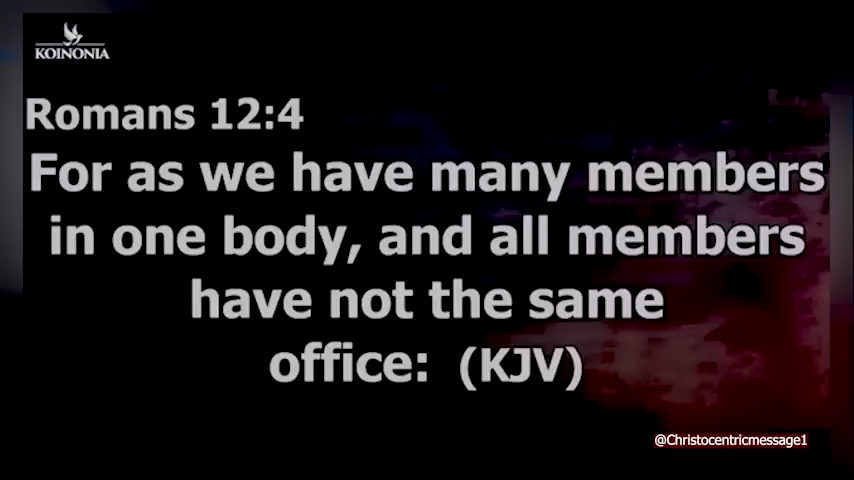 KOINONIA
Romans 12:4
For as we have many members
in one body, and all members
have not the same
office: (KJV)
@Christocentricmessage1